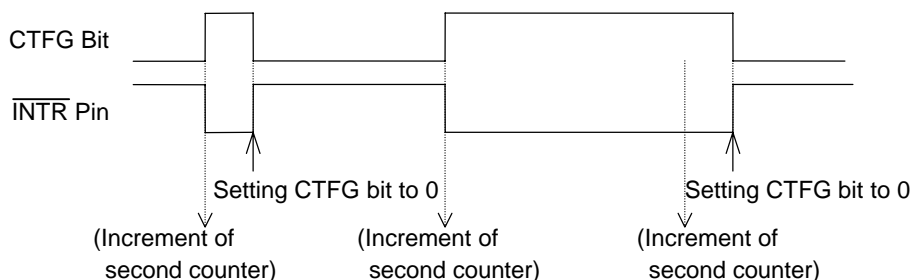 CTFG Bit
INTR Pin
Setting CTFG bit to 0
Setting CTFG bit to 0
(Increment of
second counter)
(Increment of
second counter)
(Increment of
second counter)